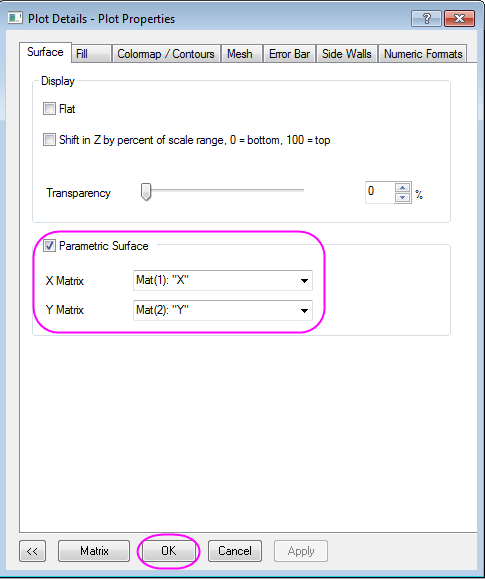 Plot Details - Plot Properties
?
Surface Fill Colormap / Contours Mesh Error Bar Side Walls Numeric Formats
Display
Flat
Shift in Z by percent of scale range, 0 = bottom, 100 = top
Transparency 0 %
Parametric Surface
X Matrix Mat(1): "X"
Y Matrix Mat(2): "Y"
<< Matrix OK Cancel Apply